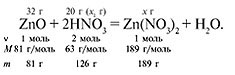 32 г 20 г (x₁ г) x г
ZnO + 2HNO₃ = Zn(NO₃)₂ + H₂O.
ν 1 моль 2 моль 1 моль
M 81 г/моль 63 г/моль 189 г/моль
m 81 г 126 г 189 г